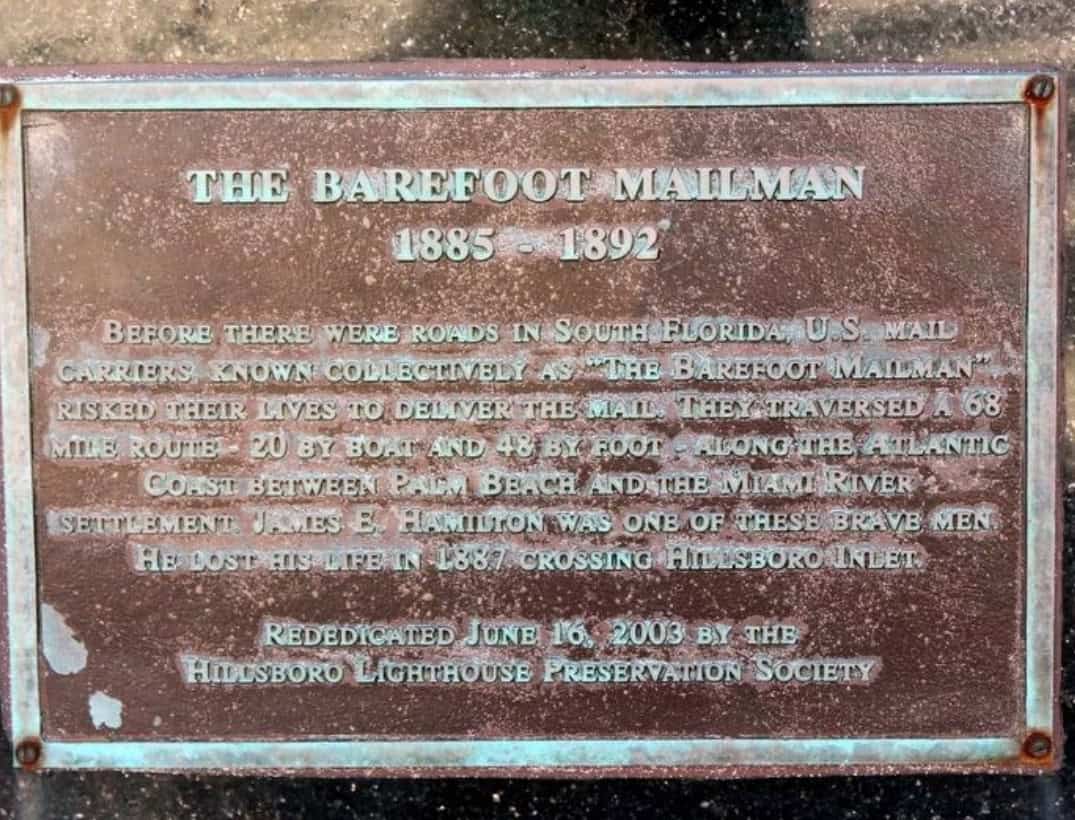 THE BAREFOOT MAILMAN
1885 - 1892
BEFORE THERE WERE ROADS IN SOUTH FLORIDA, U.S. MAIL
CARRIERS, KNOWN COLLECTIVELY AS "THE BAREFOOT MAILMAN"
RISKED THEIR LIVES TO DELIVER THE MAIL. THEY TRAVERSED A 68
MILE ROUTE - 20 BY BOAT AND 48 BY FOOT - ALONG THE ATLANTIC
COAST BETWEEN PALM BEACH AND THE MIAMI RIVER
SETTLEMENT. JAMES E. HAMILTON WAS ONE OF THESE BRAVE MEN.
HE LOST HIS LIFE IN 1887 CROSSING HILLSBORO INLET.
REDEDICATED JUNE 16, 2003 BY THE
HILLSBORO LIGHTHOUSE PRESERVATION SOCIETY